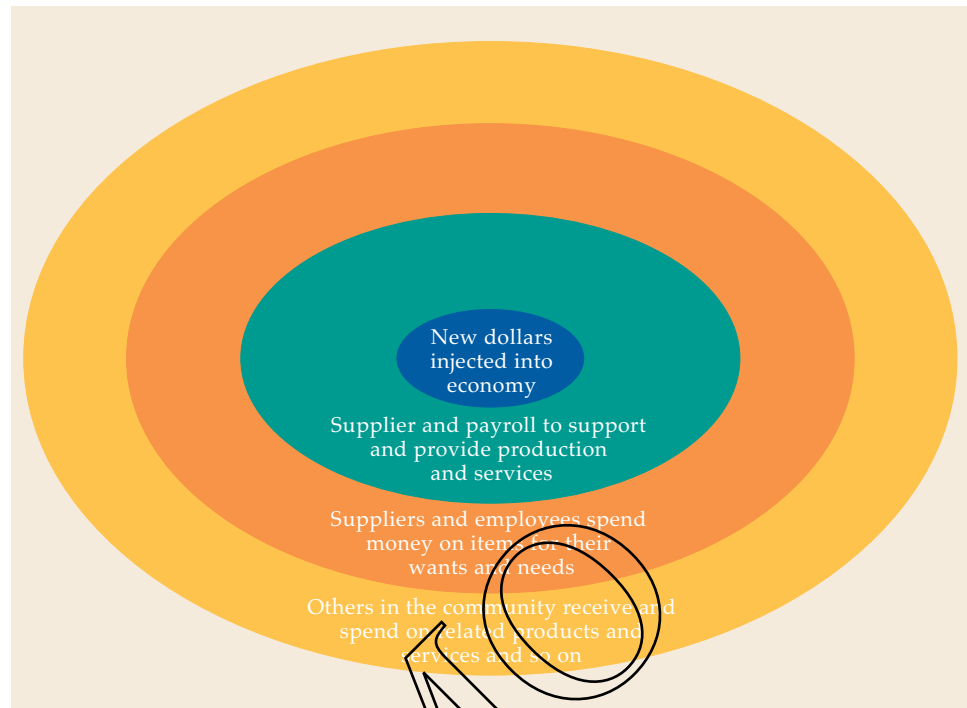 New dollars
injected into
economy
Supplier and payroll to support
and provide production
and services
Suppliers and employees spend
money on items for their
wants and needs
Others in the community receive and
spend on related products and
services and so on